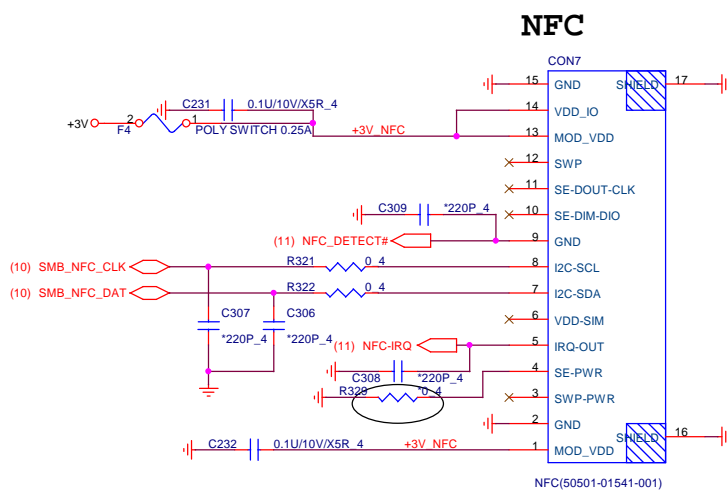 NFC
CON7
C231 0.1U/10V/X5R_4
+3V 2 1
F4 POLY SWITCH 0.25A
+3V_NFC
15 GND SHIELD 17
14 VDD_IO
13 MOD_VDD
12 SWP
11 SE-DOUT-CLK
C309 *220P_4
10 SE-DIM-DIO
(11) NFC_DETECT#
9 GND
(10) SMB_NFC_CLK R321 0_4 8 I2C-SCL
(10) SMB_NFC_DAT R322 0_4 7 I2C-SDA
C307 C306
*220P_4 *220P_4
6 VDD-SIM
(11) NFC-IRQ 5 IRQ-OUT
C308 *220P_4
4 SE-PWR
*0_4
3 SWP-PWR
2 GND
SHIELD 16
C232 0.1U/10V/X5R_4 +3V_NFC 1 MOD_VDD
NFC(50501-01541-001)